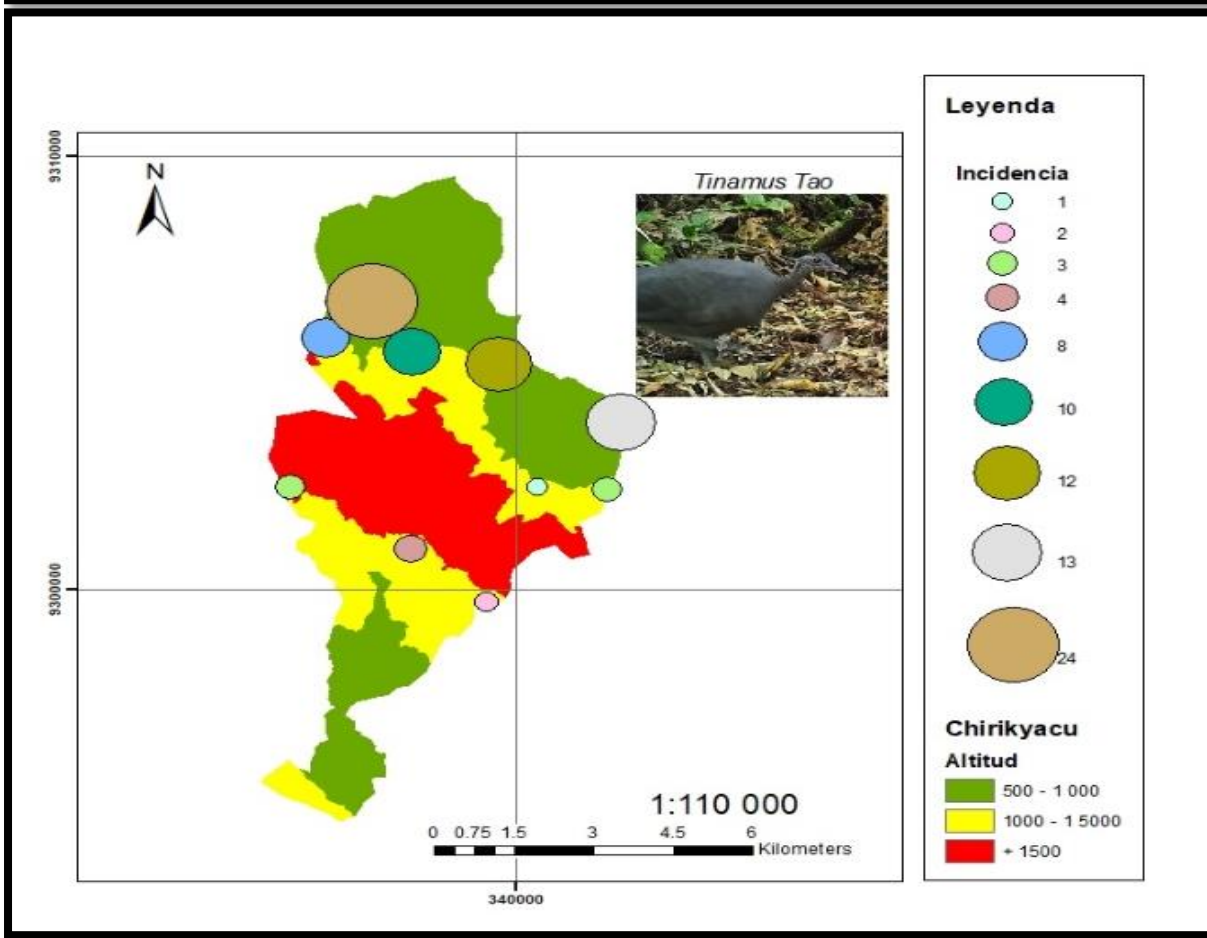 9310000
9300000
N
Tinamus Tao
1:110 000
0 0.75 1.5 3 4.5 6
Kilometers
340000
Leyenda
Incidencia
1
2
3
4
8
10
12
13
24
Chirikyacu
Altitud
500 - 1 000
1000 - 1 5000
+ 1500